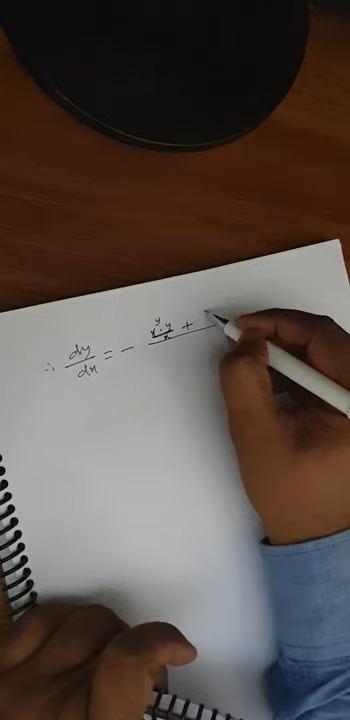 ∴ dy/dx = - (x^y · y/x +